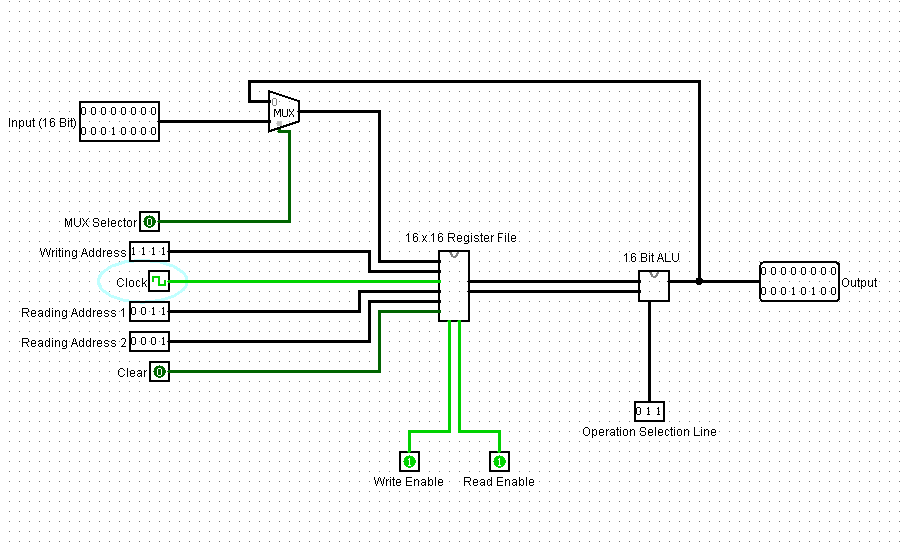 0 0 0 0 0 0 0 0
Input (16 Bit)
0 0 0 1 0 0 0 0
0
MUX
MUX Selector 0
16 x 16 Register File
Writing Address 1 1 1 1
16 Bit ALU
Clock
0 0 0 0 0 0 0 0
0 0 0 1 0 1 0 0
Output
Reading Address 1 0 0 1 1
Reading Address 2 0 0 0 1
Clear 0
0 1 1
Operation Selection Line
1 1
Write Enable Read Enable